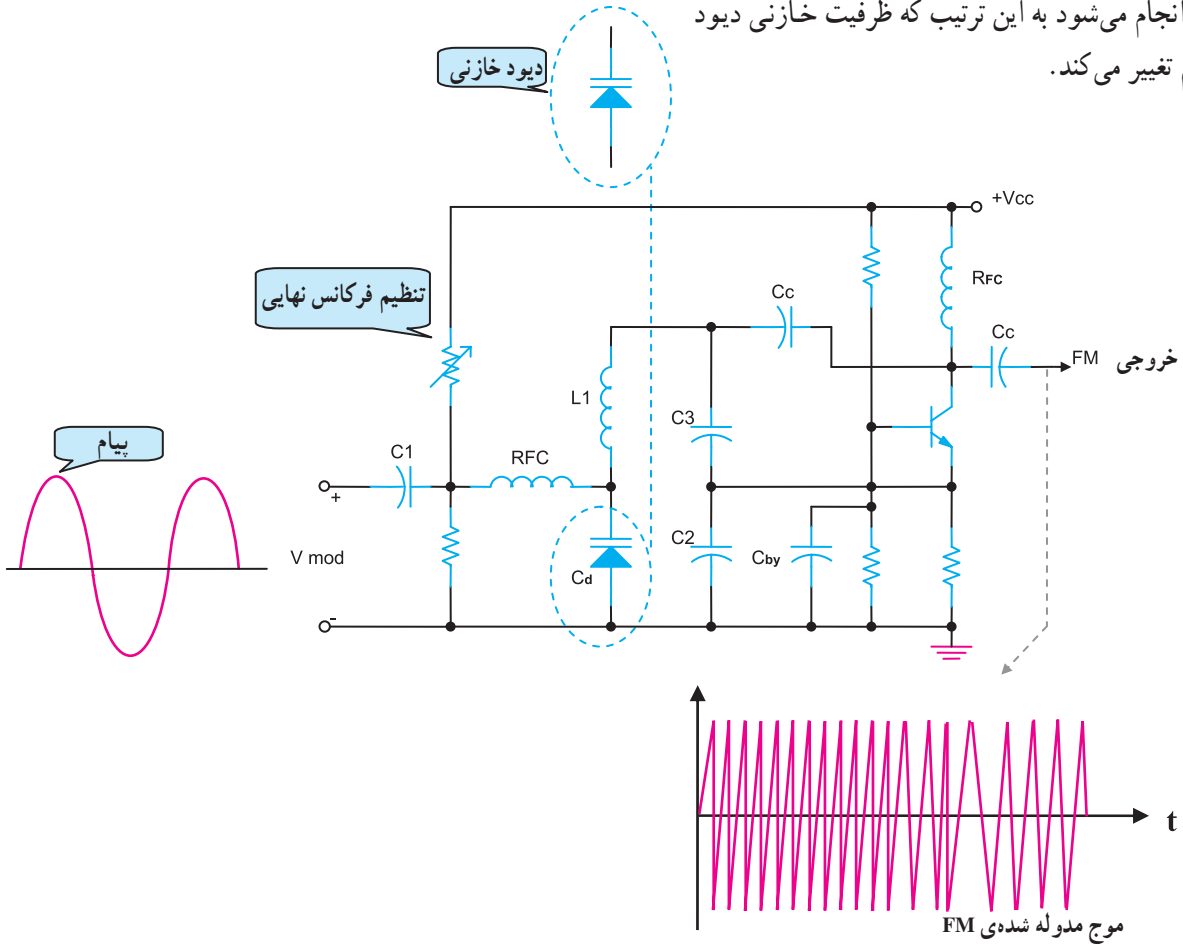 انجام می‌شود به این ترتیب که ظرفیت خازنی دیود
تغییر می‌کند.
دیود خازنی
+Vcc
RFC
تنظیم فرکانس نهایی
Cc
Cc
FM خروجی
L1
C3
پیام
C1
RFC
+
V mod
C2
Cby
Cd
-
t
موج مدوله شده‌ی FM